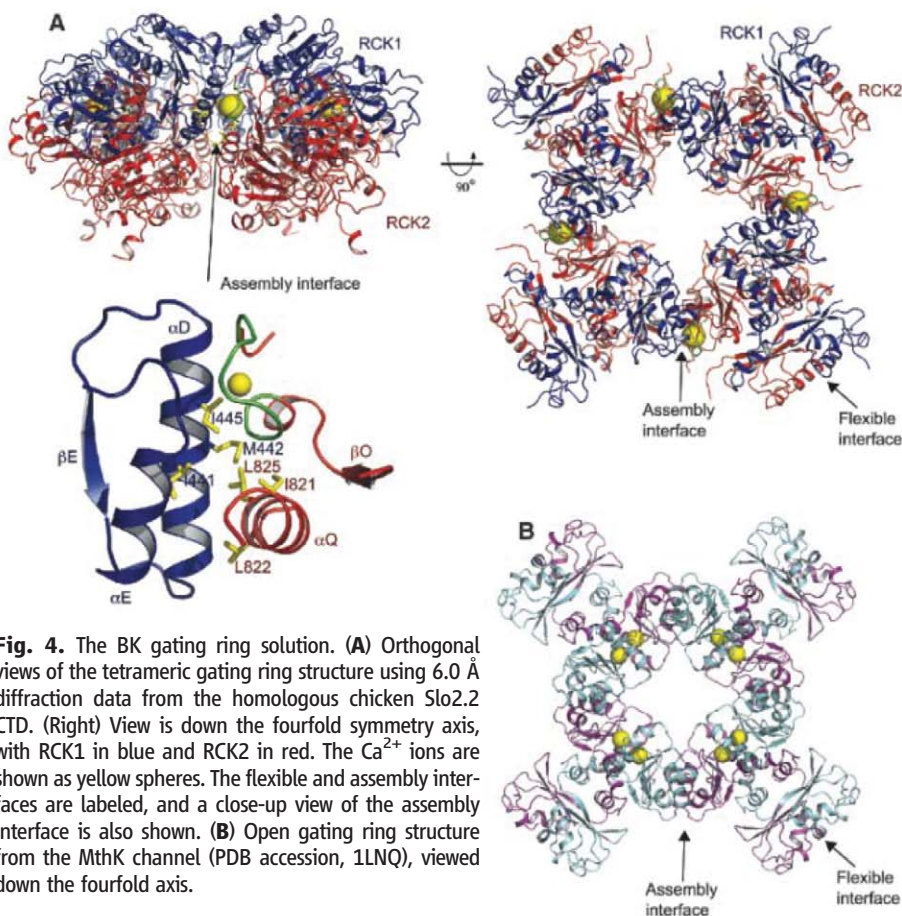 A
RCK1
RCK2
90°
RCK1
RCK2
Assembly interface
Assembly
interface
Flexible
interface
αD
I445
M442
L825
I821
I441
βE
βO
αQ
L822
αE
B
Assembly
interface
Flexible
interface
Fig. 4. The BK gating ring solution. (A) Orthogonal
views of the tetrameric gating ring structure using 6.0 Å
diffraction data from the homologous chicken Slo2.2
CTD. (Right) View is down the fourfold symmetry axis,
with RCK1 in blue and RCK2 in red. The Ca²⁺ ions are
shown as yellow spheres. The flexible and assembly inter-
faces are labeled, and a close-up view of the assembly
interface is also shown. (B) Open gating ring structure
from the MthK channel (PDB accession, 1LNQ), viewed
down the fourfold axis.